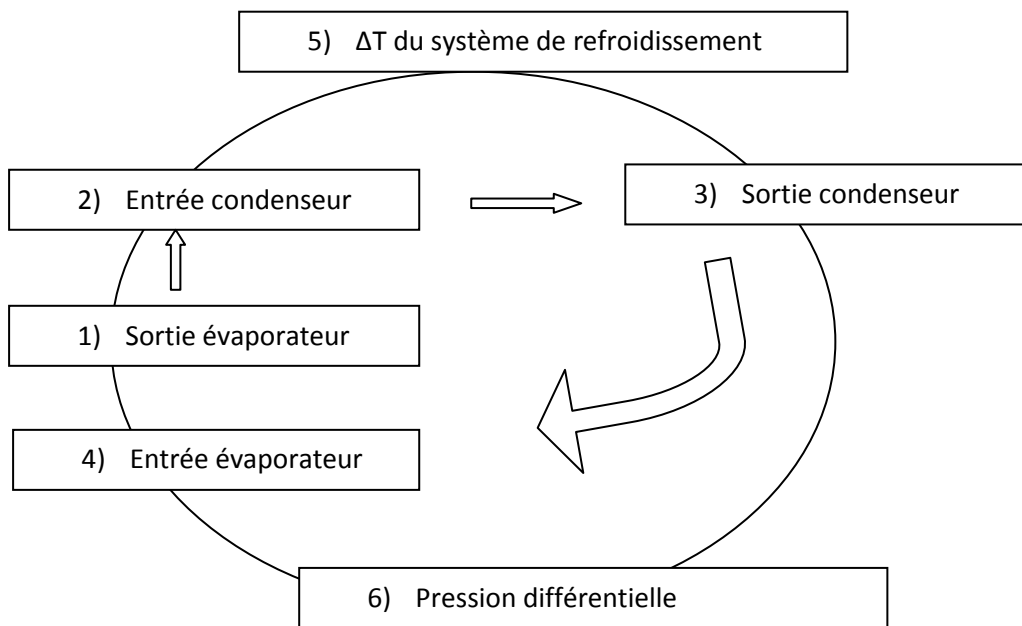 5) ΔT du système de refroidissement
2) Entrée condenseur
3) Sortie condenseur
1) Sortie évaporateur
4) Entrée évaporateur
6) Pression différentielle